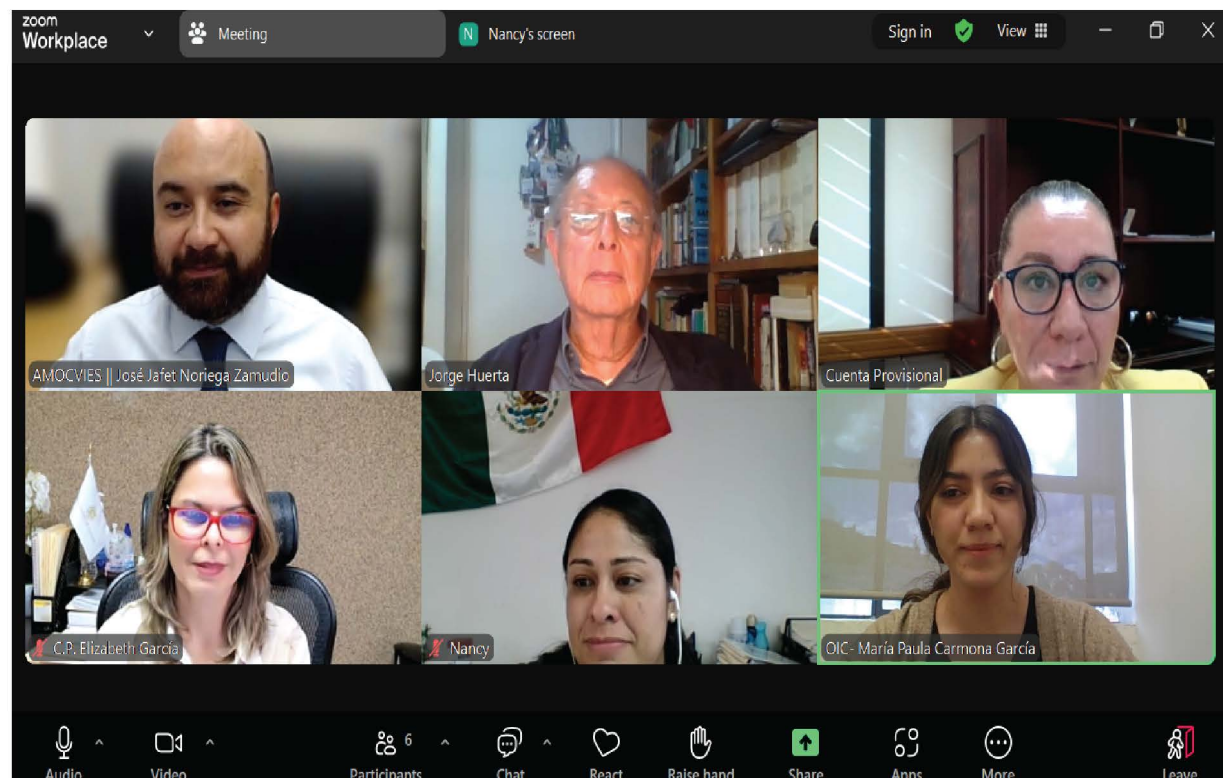 zoom
Workplace
Meeting
N Nancy's screen
Sign in
View
AMOCVIES || José Jafet Noriega Zamudio
Jorge Huerta
Cuenta Provisional
C.P. Elizabeth García
Nancy
OIC- María Paula Carmona García
6
Audio
Video
Participants
Chat
React
Raise hand
Share
Apps
More
Leave